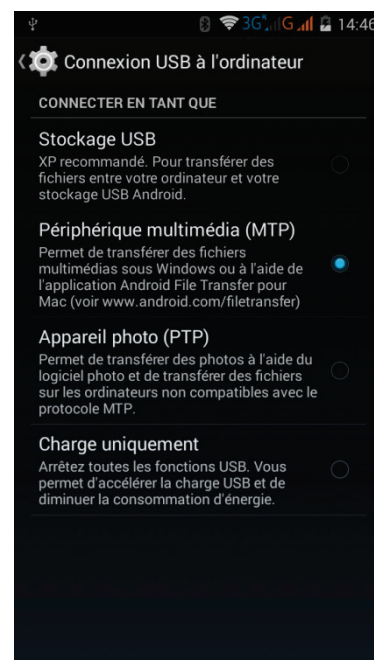 3G G 14:46
Connexion USB à l'ordinateur
CONNECTER EN TANT QUE
Stockage USB
XP recommandé. Pour transférer des
fichiers entre votre ordinateur et votre
stockage USB Android.
Périphérique multimédia (MTP)
Permet de transférer des fichiers
multimédias sous Windows ou à l'aide de
l'application Android File Transfer pour
Mac (voir www.android.com/filetransfer)
Appareil photo (PTP)
Permet de transférer des photos à l'aide du
logiciel photo et de transférer des fichiers
sur les ordinateurs non compatibles avec le
protocole MTP.
Charge uniquement
Arrêtez toutes les fonctions USB. Vous
permet d'accélérer la charge USB et de
diminuer la consommation d'énergie.